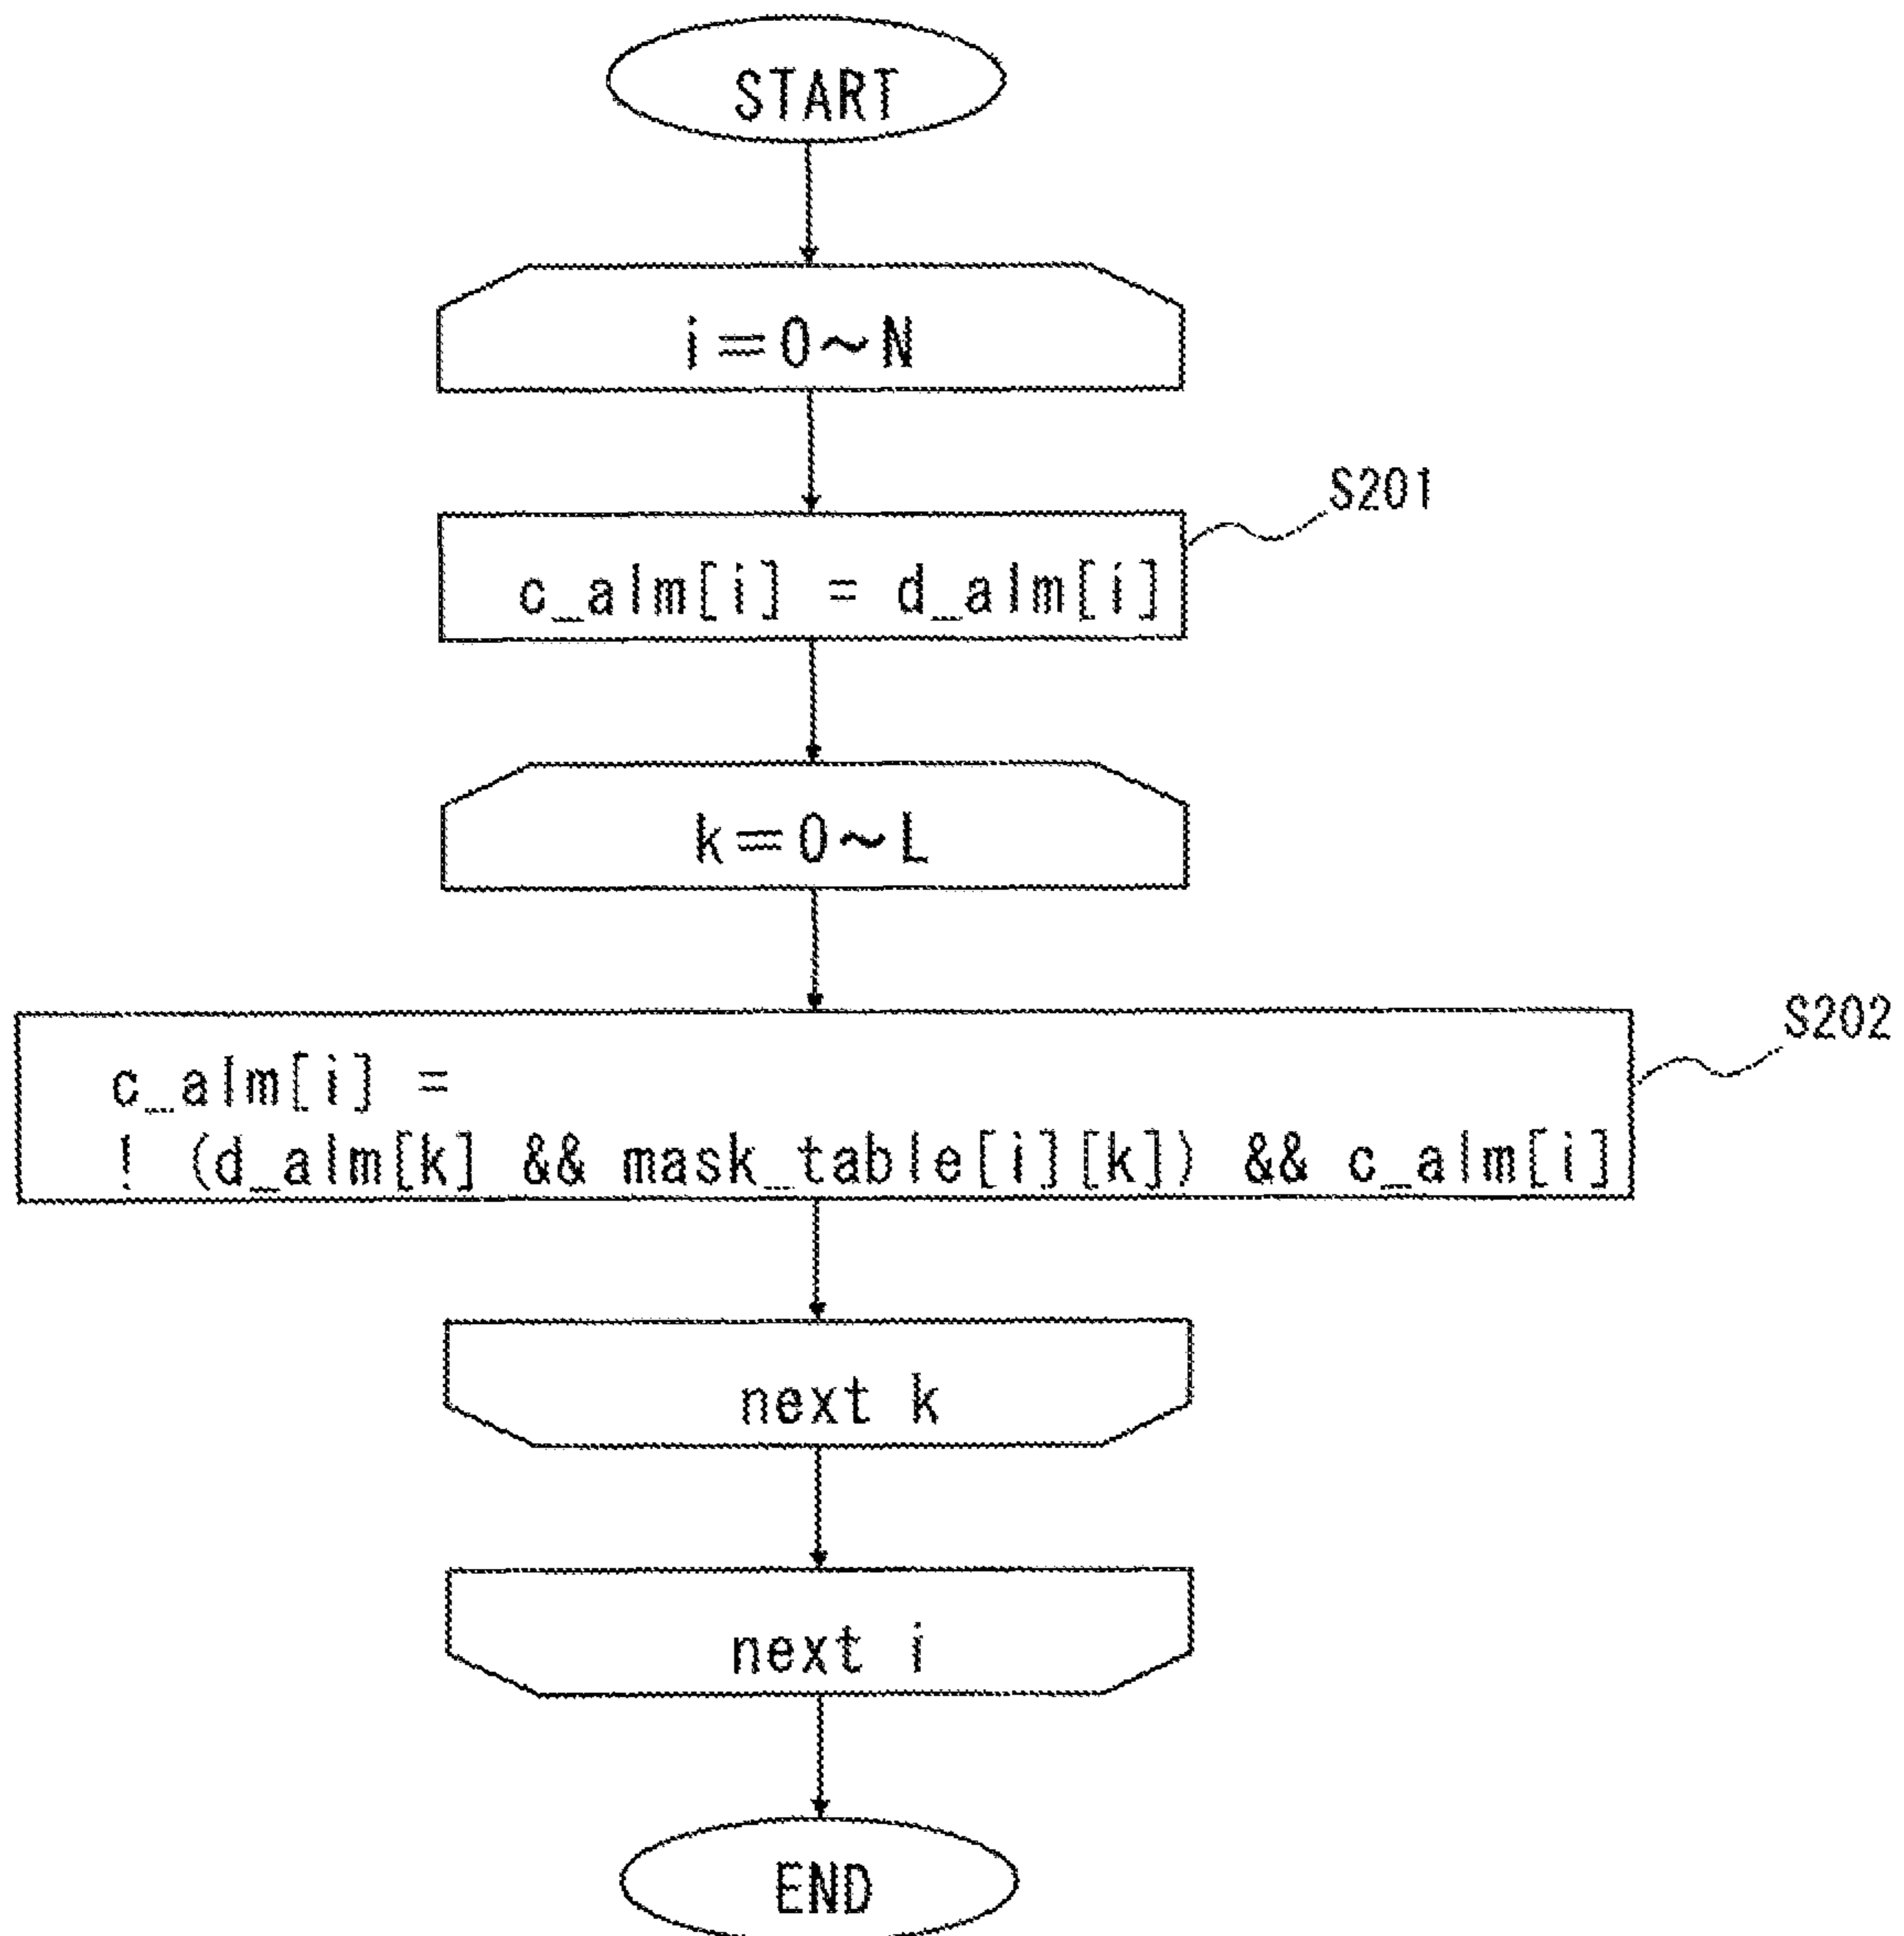 START
i=0~N
S201
c_alm[i] = d_alm[i]
k=0~L
S202
c_alm[i] =
! (d_alm[k] && mask_table[i][k]) && c_alm[i]
next k
next i
END